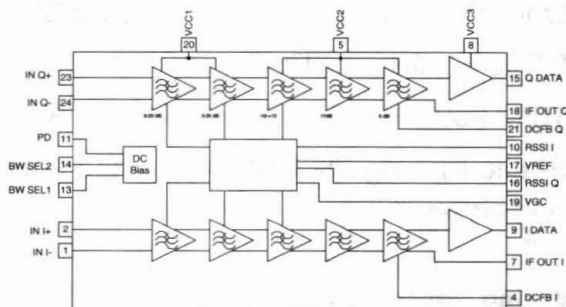 VCC1
VCC2
VCC3
20
5
8
IN Q+ 23
15 Q DATA
IN Q- 24
18 IF OUT Q
21 DCFB Q
PD 11
10 RSSI I
DC
Bias
17 VREF
BW SEL2 14
16 RSSI Q
BW SEL1 13
19 VGC
IN I+ 2
9 I DATA
IN I- 1
7 IF OUT I
4 DCFB I